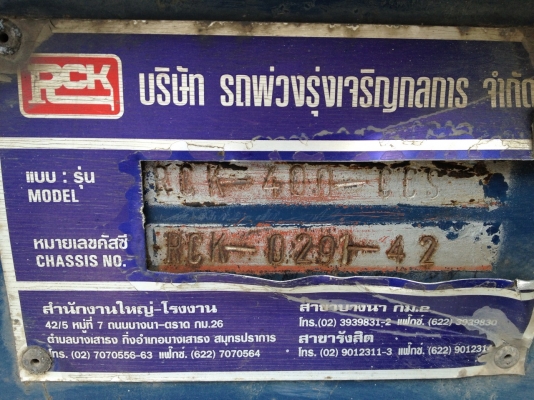 RCK
บริษัท รถพ่วงรุ่งเจริญกลการ จำกัด
แบบ : รุ่น
MODEL
RCK-400-CCS
หมายเลขคัสซี
CHASSIS NO.
RCK-0291-42
สำนักงานใหญ่-โรงงาน
42/5 หมู่ที่ 7 ถนนบางนา-ตราด กม.26
ตำบลบางเสาธง กิ่งอำเภอบางเสาธง สมุทรปราการ
โทร. (02) 7070556-63 แฟ็กซ์. (622) 7070564
สาขาบางนา กม.2
โทร.(02) 3939831-2 แฟ็กซ์. (622) 3939830
สาขารังสิต
โทร. (02) 9012311-3 แฟ็กซ์. (622) 901231